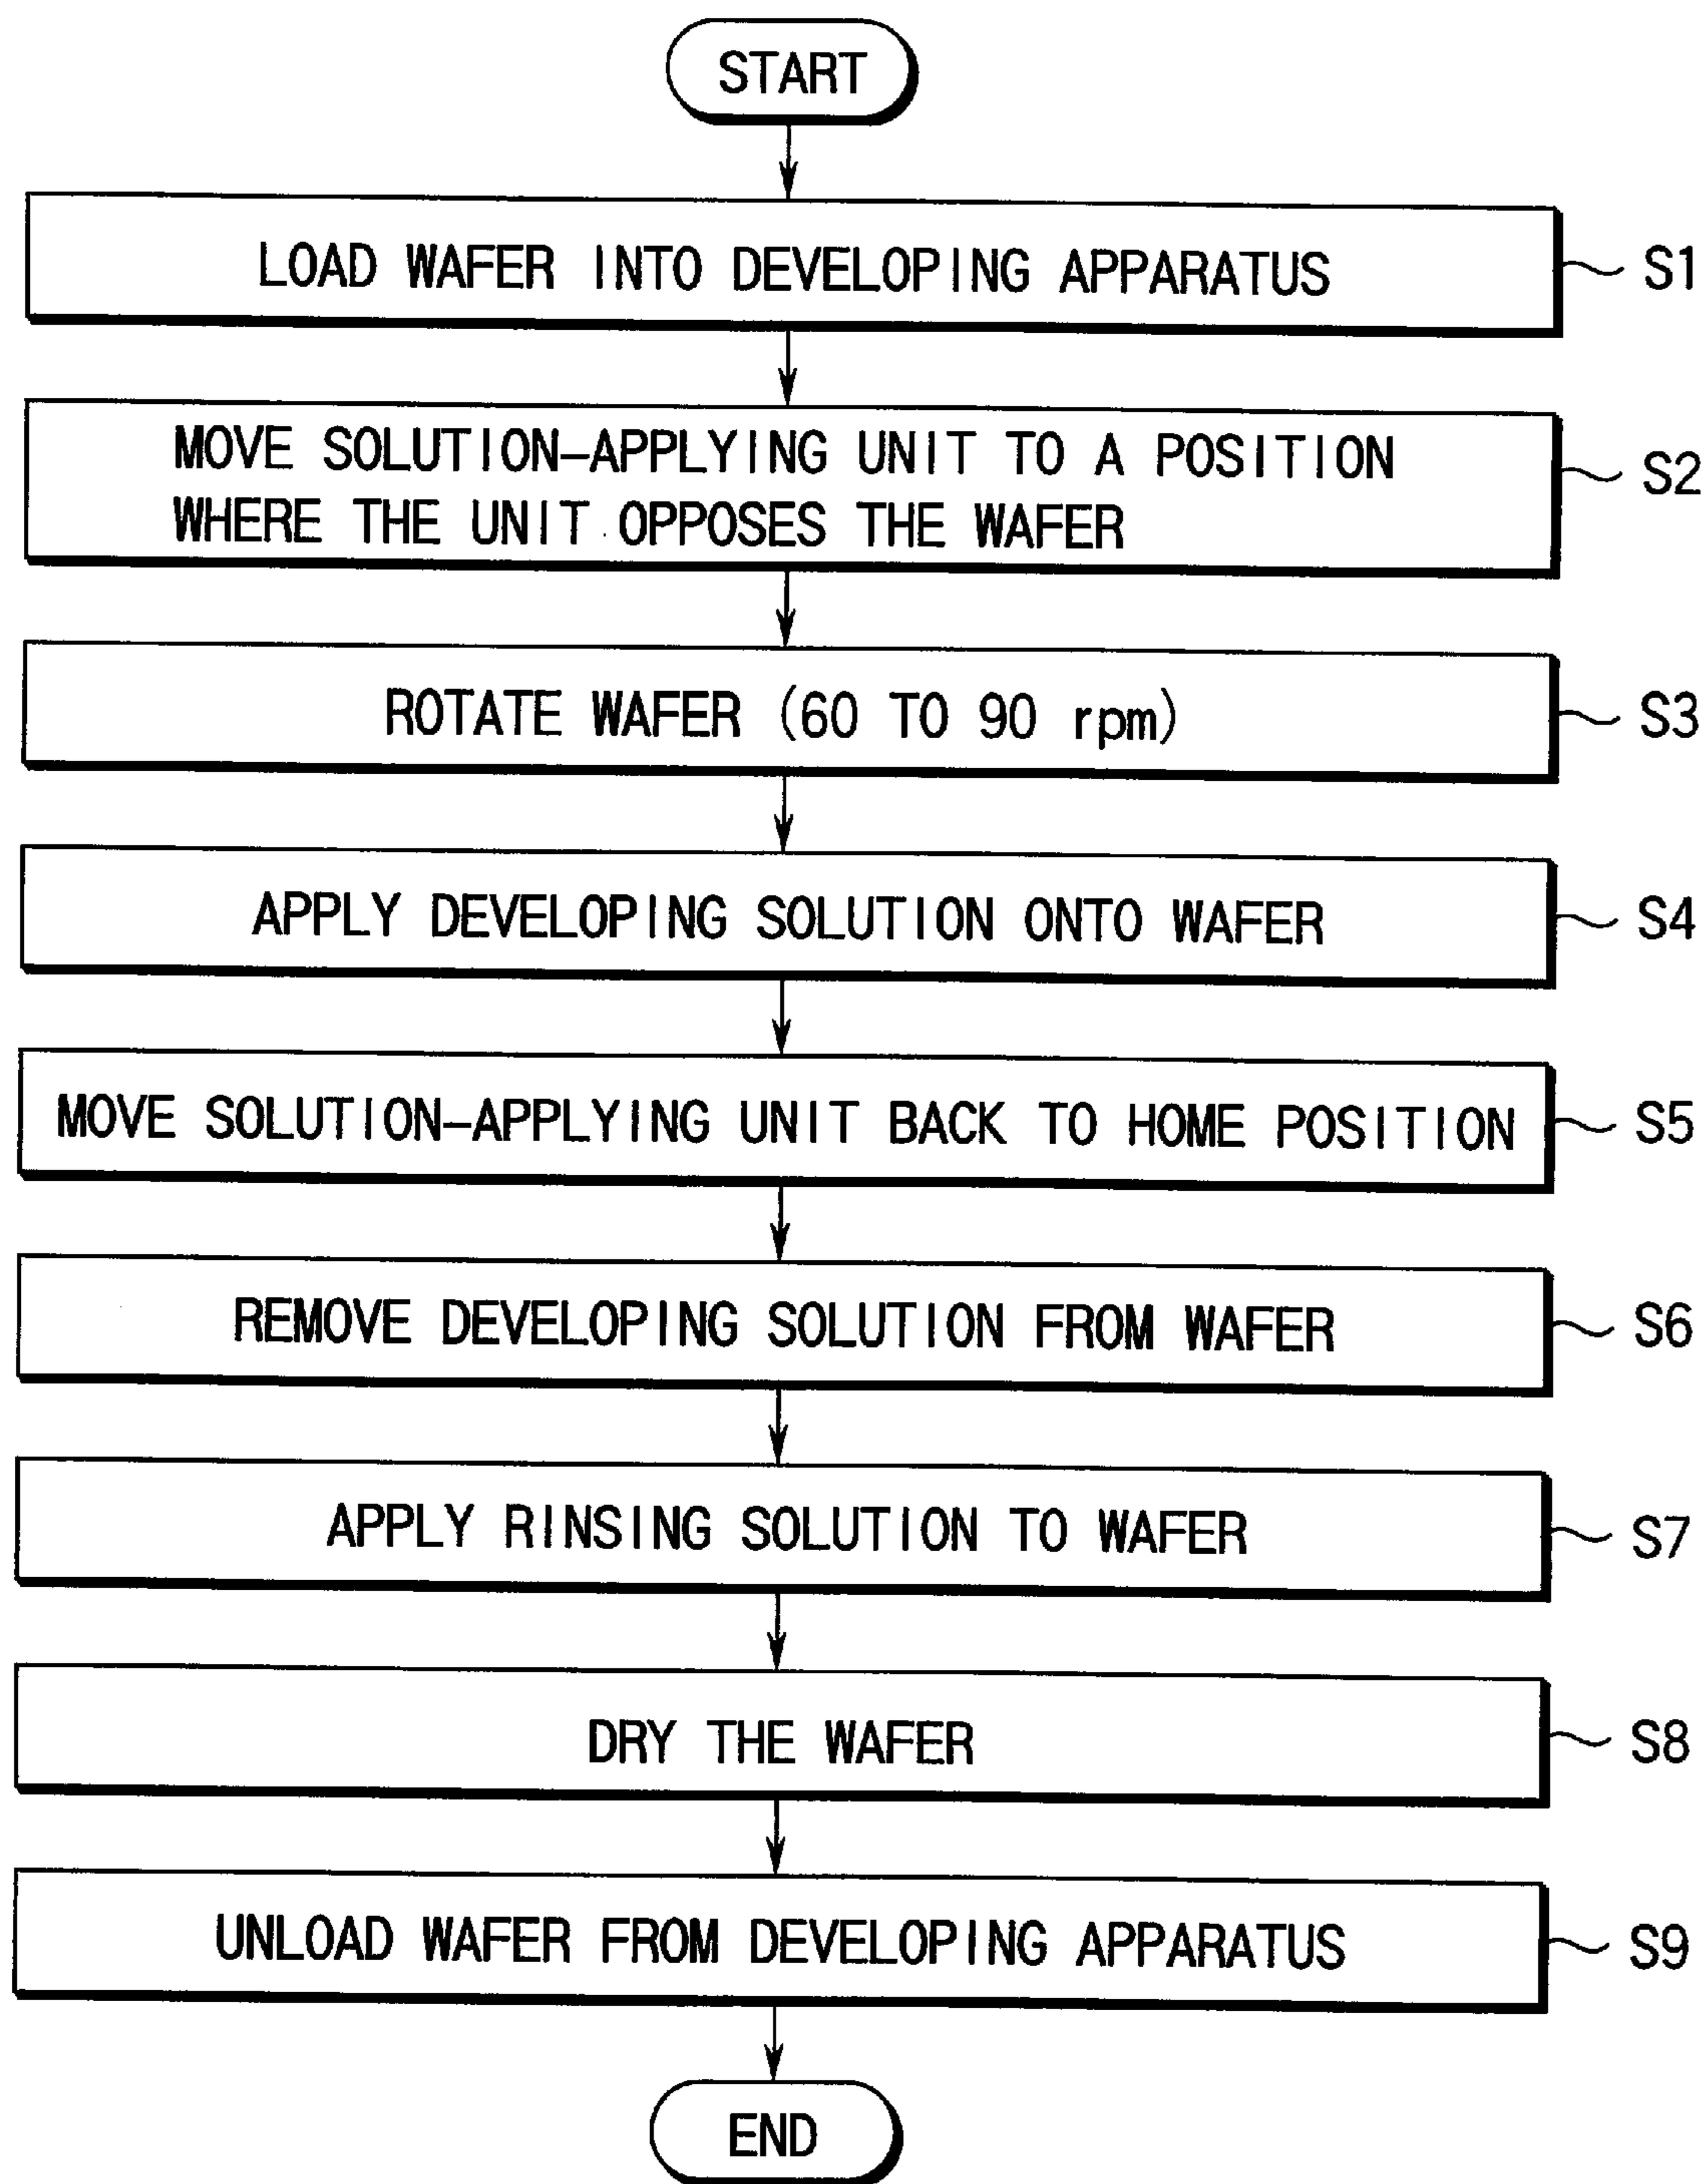 START
LOAD WAFER INTO DEVELOPING APPARATUS
S1
MOVE SOLUTION-APPLYING UNIT TO A POSITION
WHERE THE UNIT OPPOSES THE WAFER
S2
ROTATE WAFER (60 TO 90 rpm)
S3
APPLY DEVELOPING SOLUTION ONTO WAFER
S4
MOVE SOLUTION-APPLYING UNIT BACK TO HOME POSITION
S5
REMOVE DEVELOPING SOLUTION FROM WAFER
S6
APPLY RINSING SOLUTION TO WAFER
S7
DRY THE WAFER
S8
UNLOAD WAFER FROM DEVELOPING APPARATUS
S9
END